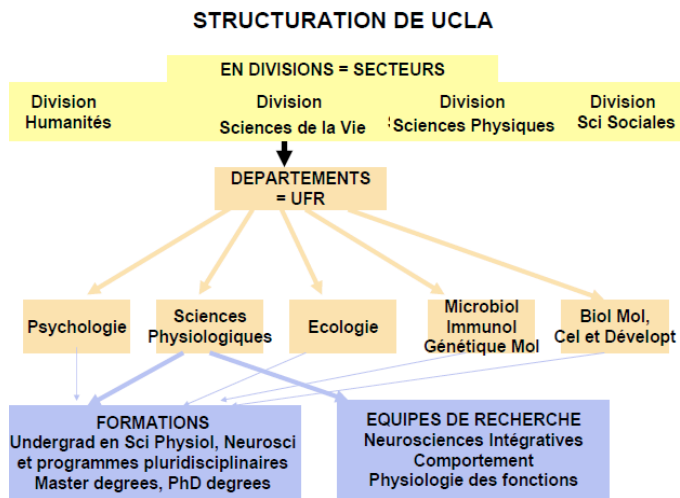 STRUCTURATION DE UCLA
EN DIVISIONS = SECTEURS
Division
Humanités
Division
Sciences de la Vie
Division
Sciences Physiques
Division
Sci Sociales
DEPARTEMENTS
= UFR
Psychologie
Sciences
Physiologiques
Ecologie
Microbiol
Immunol
Génétique Mol
Biol Mol,
Cel et Dévelopt
FORMATIONS
Undergrad en Sci Physiol, Neurosci
et programmes pluridisciplinaires
Master degrees, PhD degrees
EQUIPES DE RECHERCHE
Neurosciences Intégratives
Comportement
Physiologie des fonctions